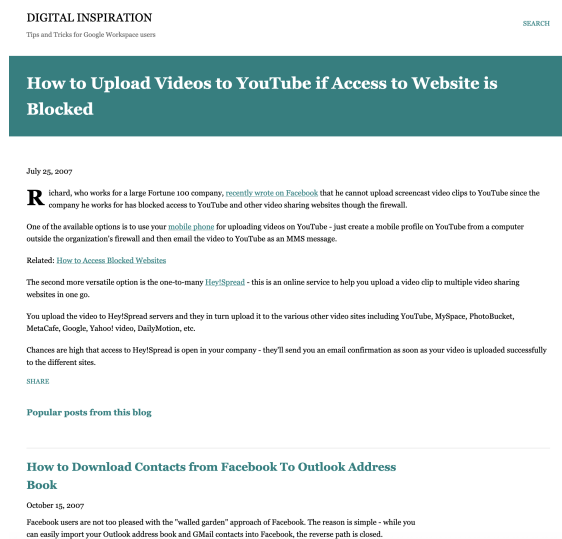 DIGITAL INSPIRATION
SEARCH
Tips and Tricks for Google Workspace users
How to Upload Videos to YouTube if Access to Website is
Blocked
July 25, 2007
Richard, who works for a large Fortune 100 company, recently wrote on Facebook that he cannot upload screencast video clips to YouTube since the
company he works for has blocked access to YouTube and other video sharing websites though the firewall.
One of the available options is to use your mobile phone for uploading videos on YouTube - just create a mobile profile on YouTube from a computer
outside the organization's firewall and then email the video to YouTube as an MMS message.
Related: How to Access Blocked Websites
The second more versatile option is the one-to-many Hey!Spread - this is an online service to help you upload a video clip to multiple video sharing
websites in one go.
You upload the video to Hey!Spread servers and they in turn upload it to the various other video sites including YouTube, MySpace, PhotoBucket,
MetaCafe, Google, Yahoo! video, DailyMotion, etc.
Chances are high that access to Hey!Spread is open in your company - they'll send you an email confirmation as soon as your video is uploaded successfully
to the different sites.
SHARE
Popular posts from this blog
How to Download Contacts from Facebook To Outlook Address
Book
October 15, 2007
Facebook users are not too pleased with the "walled garden" approach of Facebook. The reason is simple - while you
can easily import your Outlook address book and GMail contacts into Facebook, the reverse path is closed.